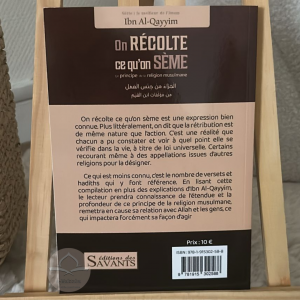 Ibn Al-Qayyim
On RÉCOLTE
ce qu'on SÈME
un principe de la religion musulmane
الجزاء من جنس العمل
من مؤلفات ابن القيم
On récolte ce qu'on sème est une expression bien
connue. Plus littéralement, on dit que la rétribution est
de même nature que l'action. C'est une réalité que
chacun a pu constater et voir à quel point elle se
vérifie dans la vie, à titre de loi universelle. Certains
recourant même à des appellations issues d'autres
religions pour la désigner.
Ce qui est moins connu, c'est le nombre de versets et
hadiths qui y font référence. En lisant cette
compilation en plus des explications d'Ibn Al-Qayyim,
le lecteur prendra connaissance de l'étendue et la
profondeur de ce principe de la religion musulmane,
remettra en cause sa relation avec Allah et les gens, ce
qui impactera forcément sa façon d'agir
Prix : 10 €
éditions des
SAVANTS